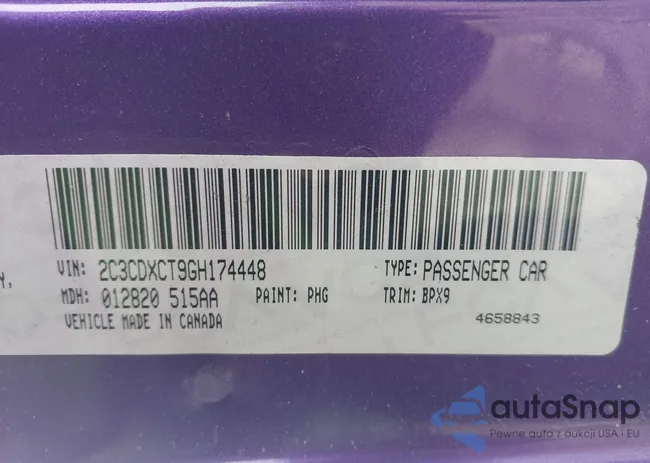 VIN: 2C3CDXCT9GH174448 TYPE: PASSENGER CAR
Y, MDH: 012820 515AA PAINT: PHG TRIM: BPX9
VEHICLE MADE IN CANADA 4658843
autaSnap
Pewne auta z aukcji USA i EU